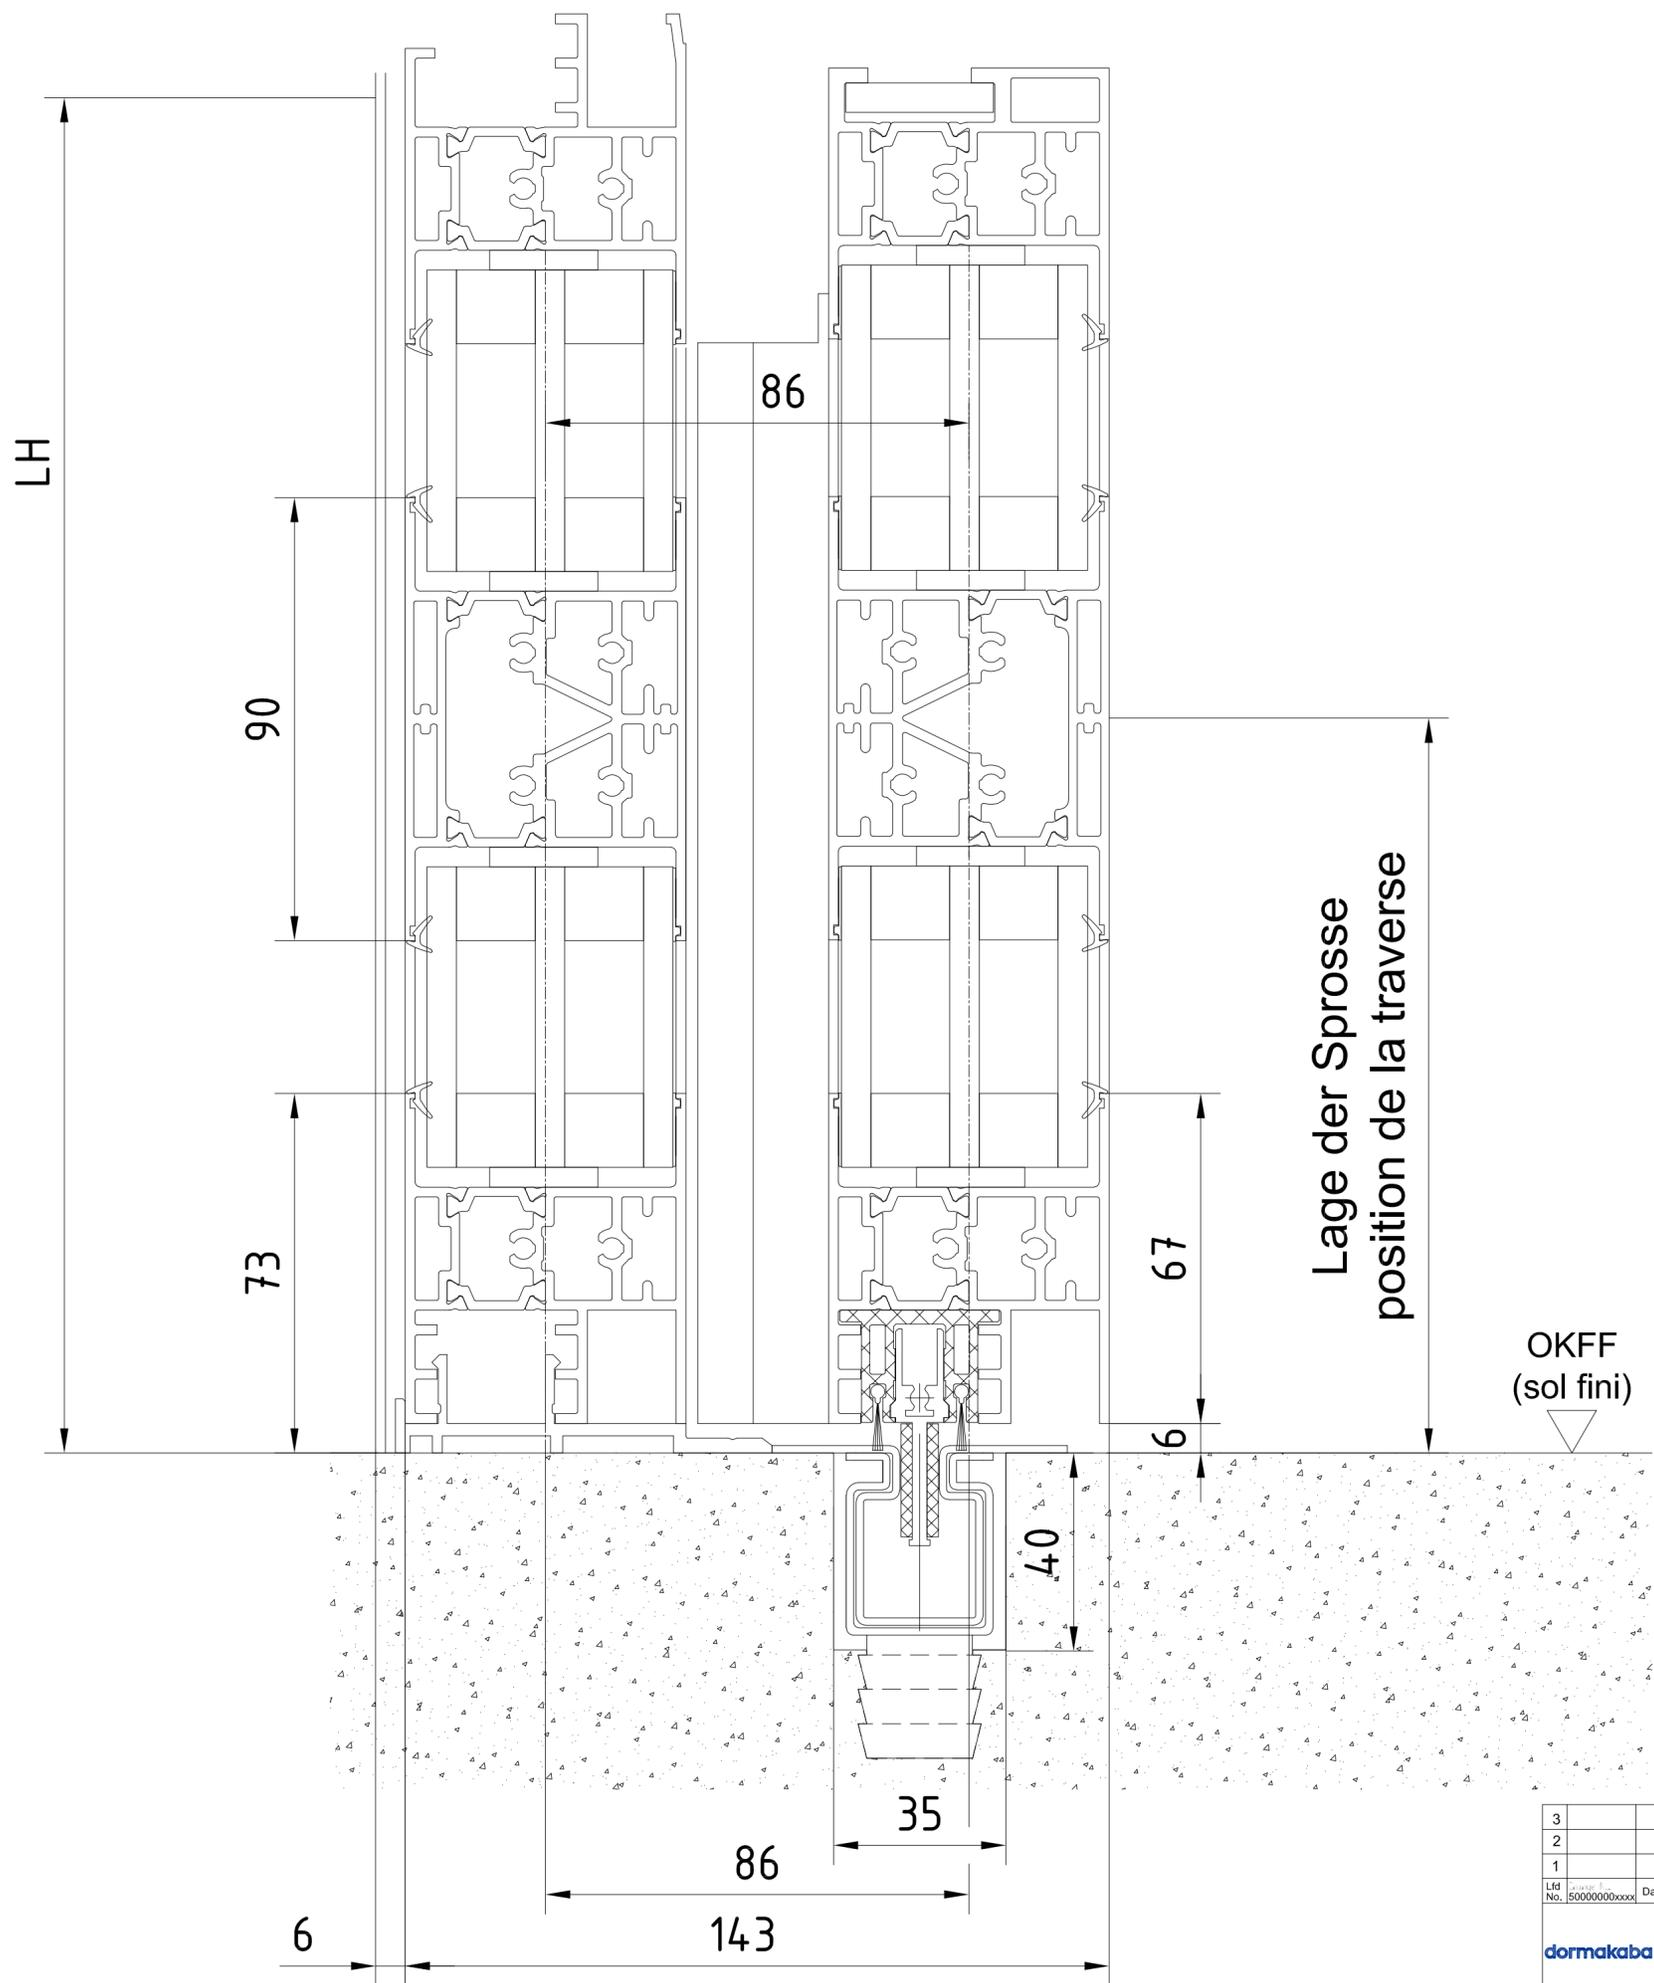 86
LH
90
Lage der Sprosse
position de la traverse
73
67
OKFF
(sol fini)
6
40
35
86
6
143
3
2
1
Lfd
No.
50000000xxxx
dormakaba